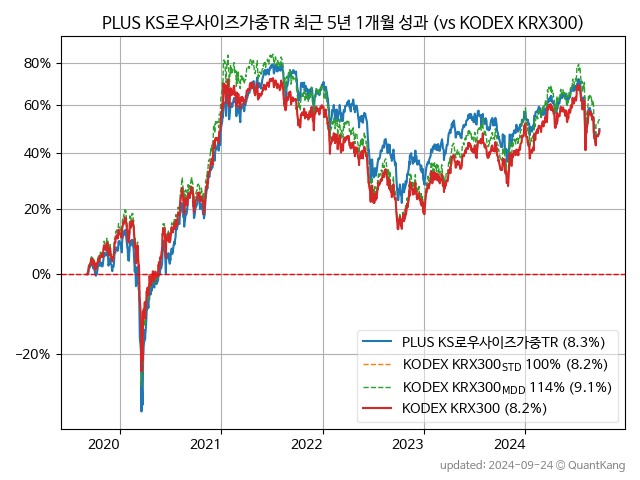 PLUS KS로우사이즈가중TR 최근 5년 1개월 성과 (vs KODEX KRX300)
80%
60%
40%
20%
0%
−20%
PLUS KS로우사이즈가중TR (8.3%)
KODEX KRX300STD 100% (8.2%)
KODEX KRX300MDD 114% (9.1%)
KODEX KRX300 (8.2%)
2020 2021 2022 2023 2024
updated: 2024-09-24 © QuantKang